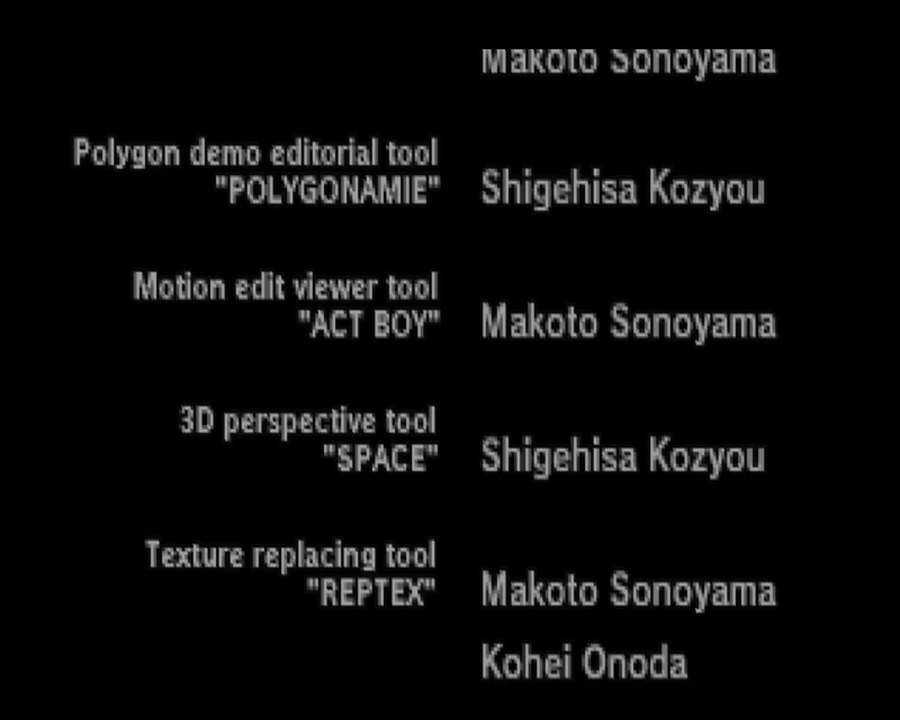 Makoto Sonoyama
Polygon demo editorial tool
"POLYGONAMIE"
Shigehisa Kozyou
Motion edit viewer tool
"ACT BOY"
Makoto Sonoyama
3D perspective tool
"SPACE"
Shigehisa Kozyou
Texture replacing tool
"REPTEX"
Makoto Sonoyama
Kohei Onoda